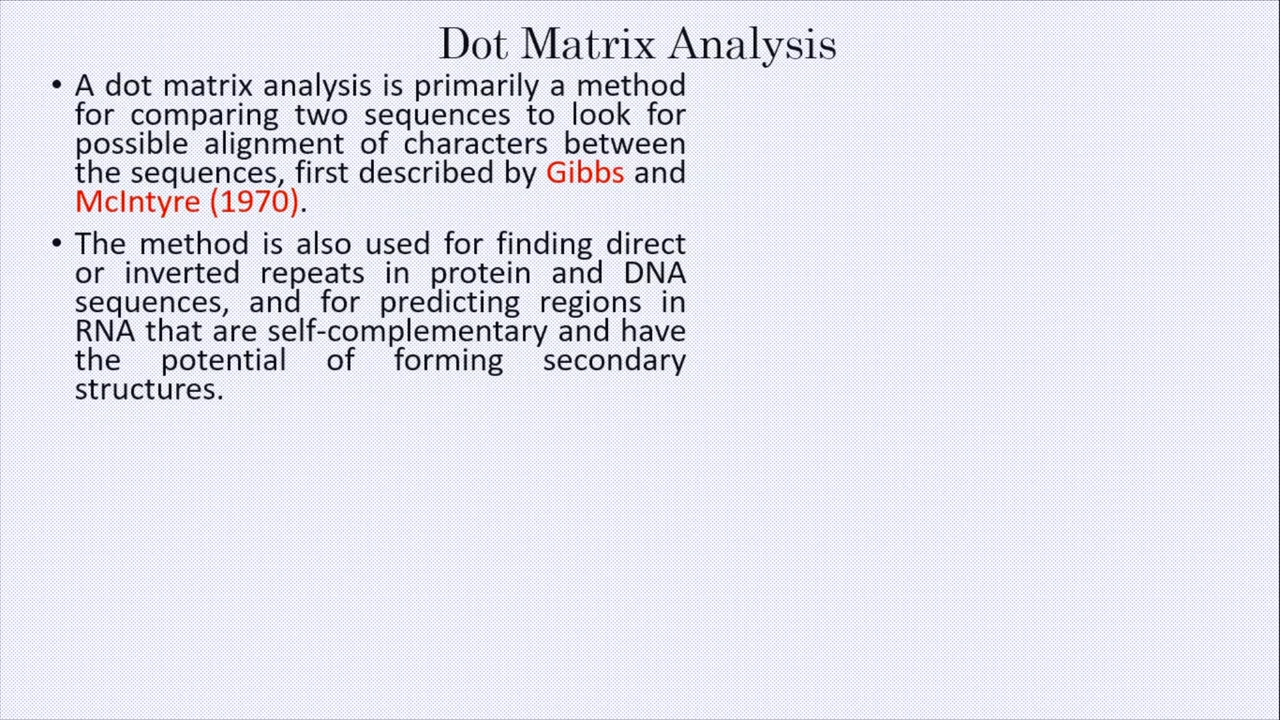 Dot Matrix Analysis
• A dot matrix analysis is primarily a method
for comparing two sequences to look for
possible alignment of characters between
the sequences, first described by Gibbs and
McIntyre (1970).
• The method is also used for finding direct
or inverted repeats in protein and DNA
sequences, and for predicting regions in
RNA that are self-complementary and have
the potential of forming secondary
structures.